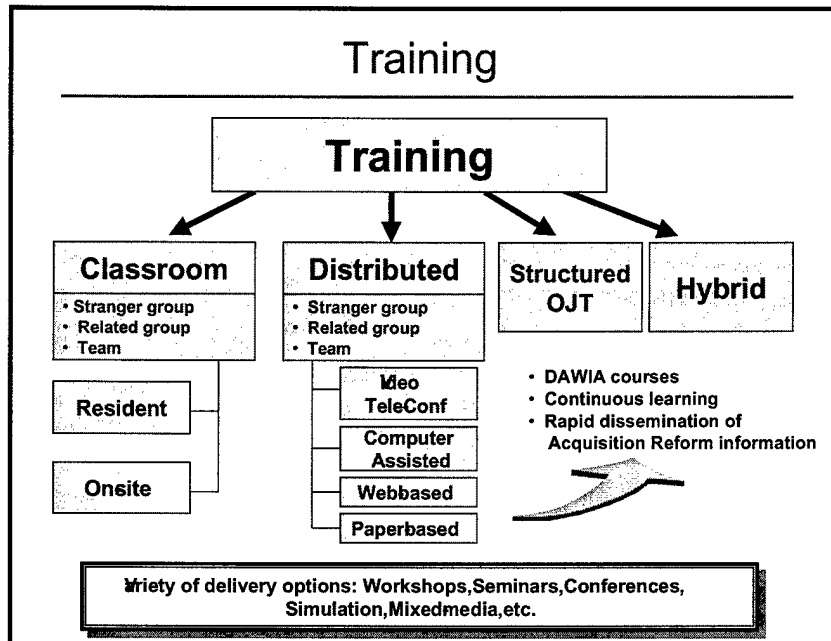 Training
Training
Classroom
• Stranger group
• Related group
• Team
Resident
Onsite
Distributed
• Stranger group
• Related group
• Team
Video
TeleConf
Computer
Assisted
Webbased
Paperbased
Structured
OJT
Hybrid
• DAWIA courses
• Continuous learning
• Rapid dissemination of
Acquisition Reform information
Variety of delivery options: Workshops,Seminars,Conferences,
Simulation,Mixedmedia,etc.